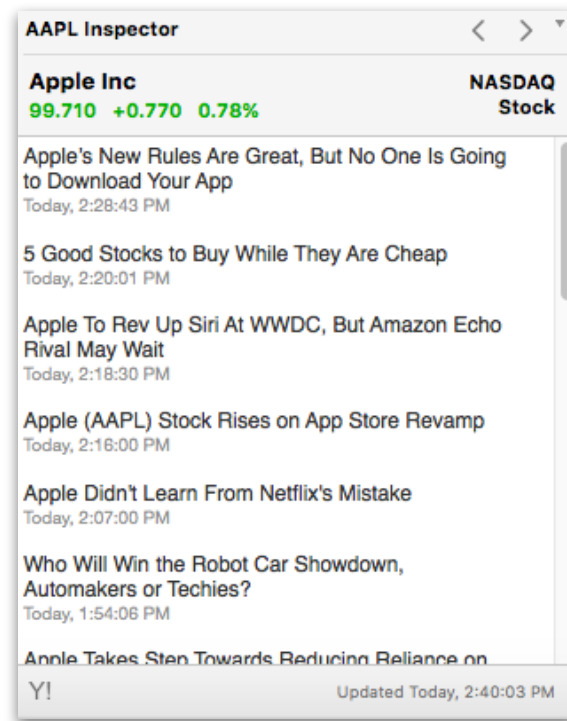 AAPL Inspector
Apple Inc
NASDAQ
99.710 +0.770 0.78%
Stock
Apple's New Rules Are Great, But No One Is Going
to Download Your App
Today, 2:28:43 PM
5 Good Stocks to Buy While They Are Cheap
Today, 2:20:01 PM
Apple To Rev Up Siri At WWDC, But Amazon Echo
Rival May Wait
Today, 2:18:30 PM
Apple (AAPL) Stock Rises on App Store Revamp
Today, 2:16:00 PM
Apple Didn't Learn From Netflix's Mistake
Today, 2:07:00 PM
Who Will Win the Robot Car Showdown,
Automakers or Techies?
Today, 1:54:06 PM
Apple Takes Step Towards Reducing Reliance on
Y!
Updated Today, 2:40:03 PM